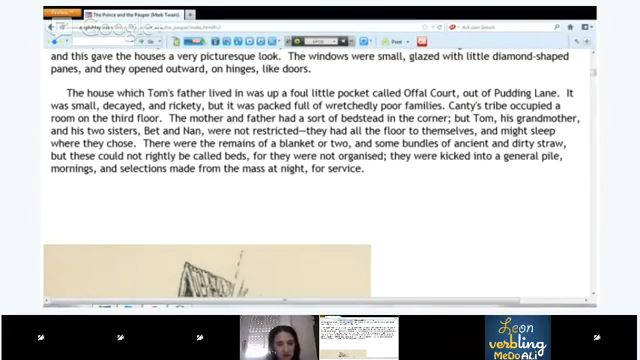 The Prince and the Pauper (Mark Twain)
Google
Print
and this gave the houses a very picturesque look. The windows were small, glazed with little diamond-shaped
panes, and they opened outward, on hinges, like doors.
The house which Tom's father lived in was up a foul little pocket called Offal Court, out of Pudding Lane. It
was small, decayed, and rickety, but it was packed full of wretchedly poor families. Canty's tribe occupied a
room on the third floor. The mother and father had a sort of bedstead in the corner; but Tom, his grandmother,
and his two sisters, Bet and Nan, were not restricted—they had all the floor to themselves, and might sleep
where they chose. There were the remains of a blanket or two, and some bundles of ancient and dirty straw,
but these could not rightly be called beds, for they were not organised; they were kicked into a general pile,
mornings, and selections made from the mass at night, for service.
Leon
verbling
MeDoALi